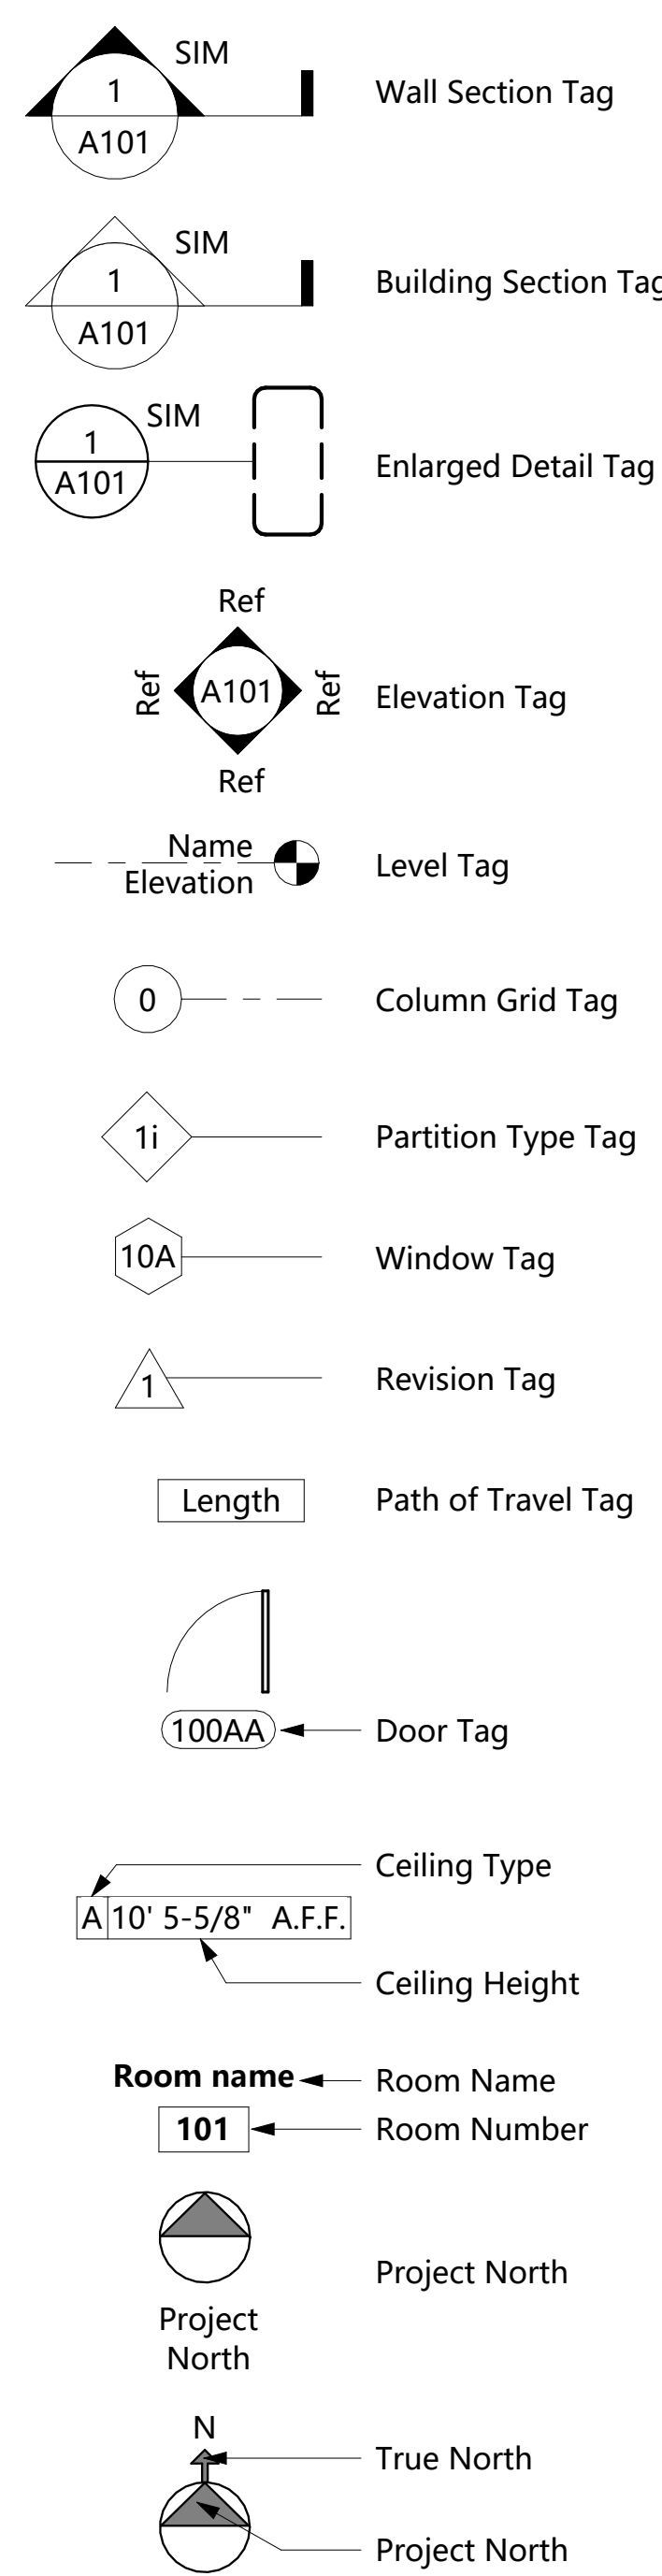 SIM
1
Wall Section Tag
A101
SIM
1
Building Section Tag
A101
SIM
1
A101
Enlarged Detail Tag
Ref
Ref
A101
Ref
Elevation Tag
Ref
Name
Elevation
Level Tag
0
Column Grid Tag
1i
Partition Type Tag
10A
Window Tag
1
Revision Tag
Length
Path of Travel Tag
100AA
Door Tag
Ceiling Type
A 10' 5-5/8" A.F.F.
Ceiling Height
Room name
Room Name
101
Room Number
Project North
Project
North
N
True North
Project North